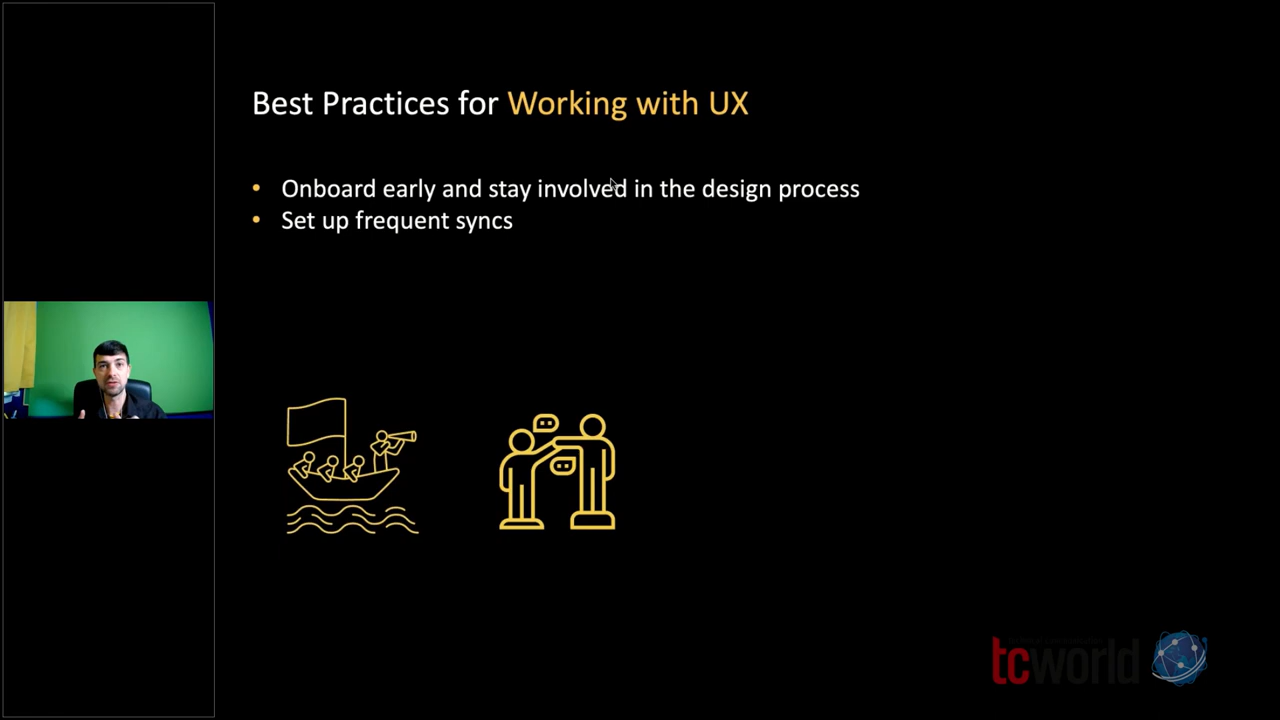 Best Practices for Working with UX
• Onboard early and stay involved in the design process
• Set up frequent syncs
tcworld